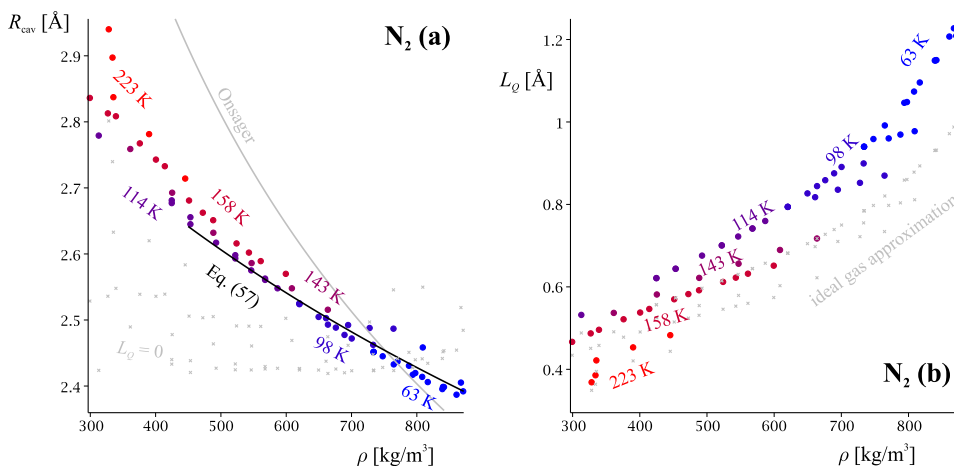 R_cav [Å]
N₂ (a)
2.9
2.8
2.7
2.6
2.5
2.4
223 K
Onsager
114 K
158 K
143 K
Eq. (57)
98 K
L_Q = 0
63 K
300 400 500 600 700 800
ρ [kg/m³]
L_Q [Å]
1.2
1
0.8
0.6
0.4
63 K
98 K
114 K
143 K
158 K
223 K
ideal gas approximation
N₂ (b)
300 400 500 600 700 800
ρ [kg/m³]